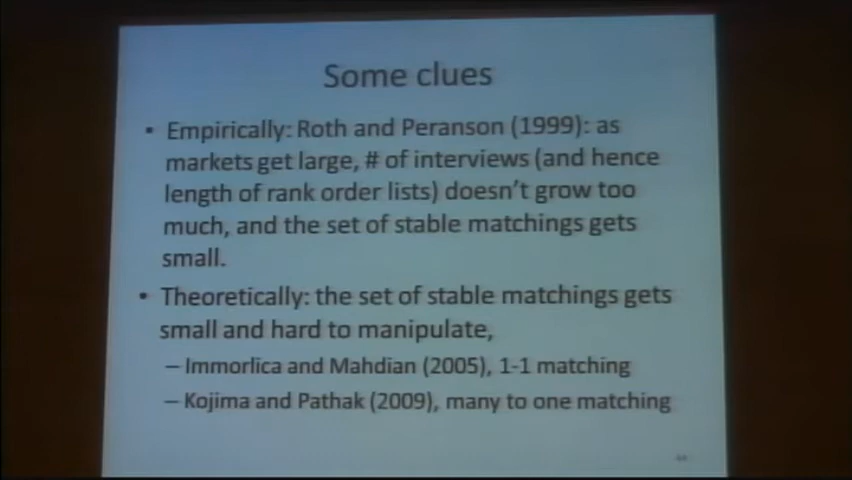 Some clues
• Empirically: Roth and Peranson (1999): as
markets get large, # of interviews (and hence
length of rank order lists) doesn't grow too
much, and the set of stable matchings gets
small.
• Theoretically: the set of stable matchings gets
small and hard to manipulate,
– Immorlica and Mahdian (2005), 1-1 matching
– Kojima and Pathak (2009), many to one matching